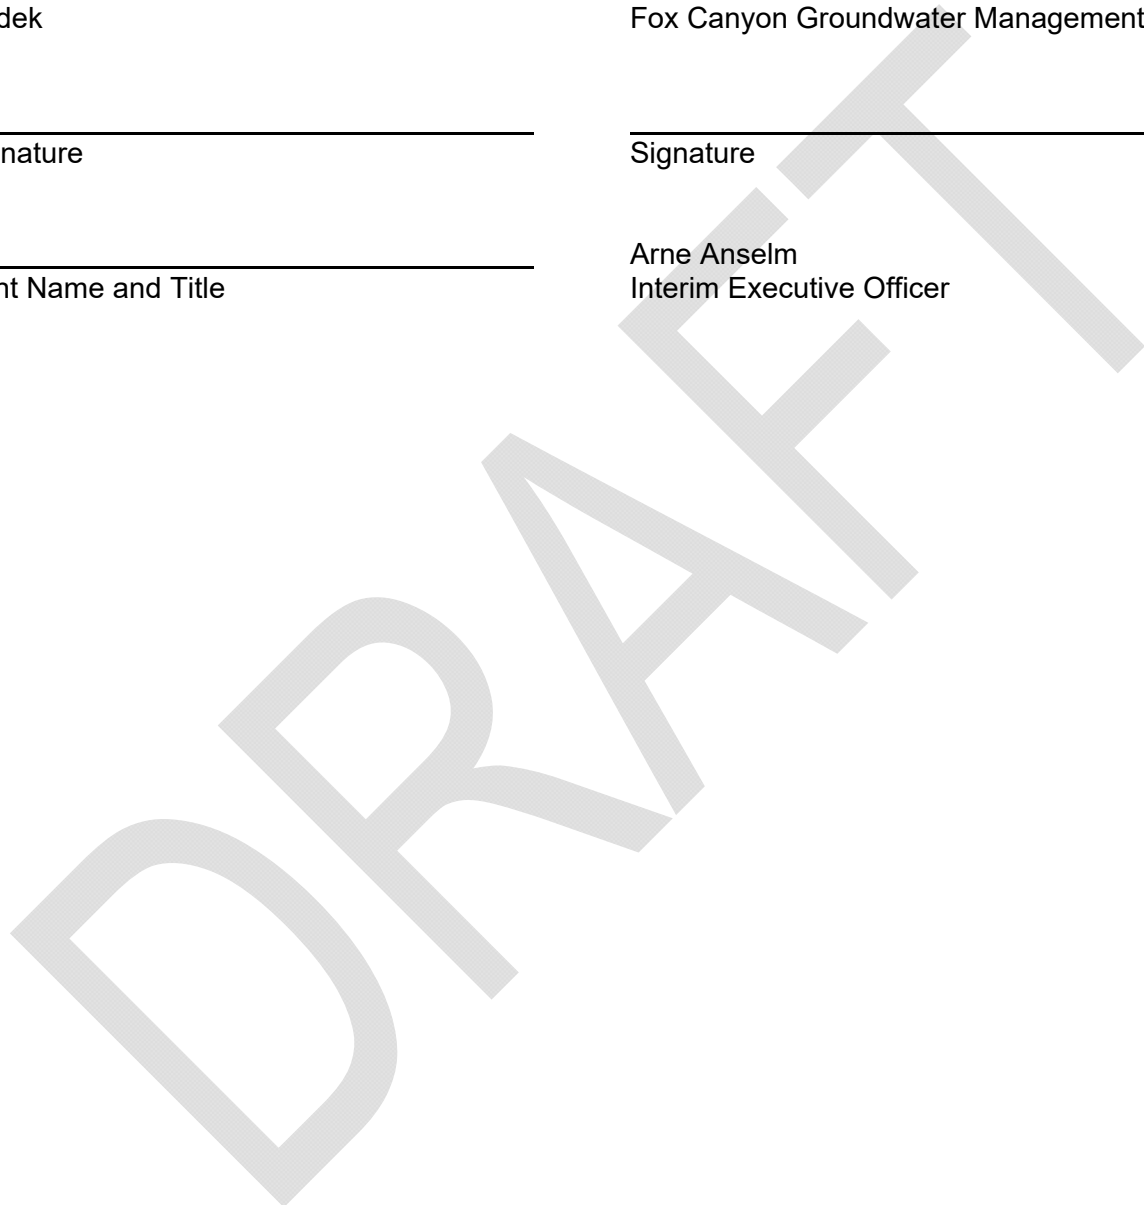 dek
nature
nt Name and Title
Fox Canyon Groundwater Management
Signature
Arne Anselm
Interim Executive Officer
DRAFT